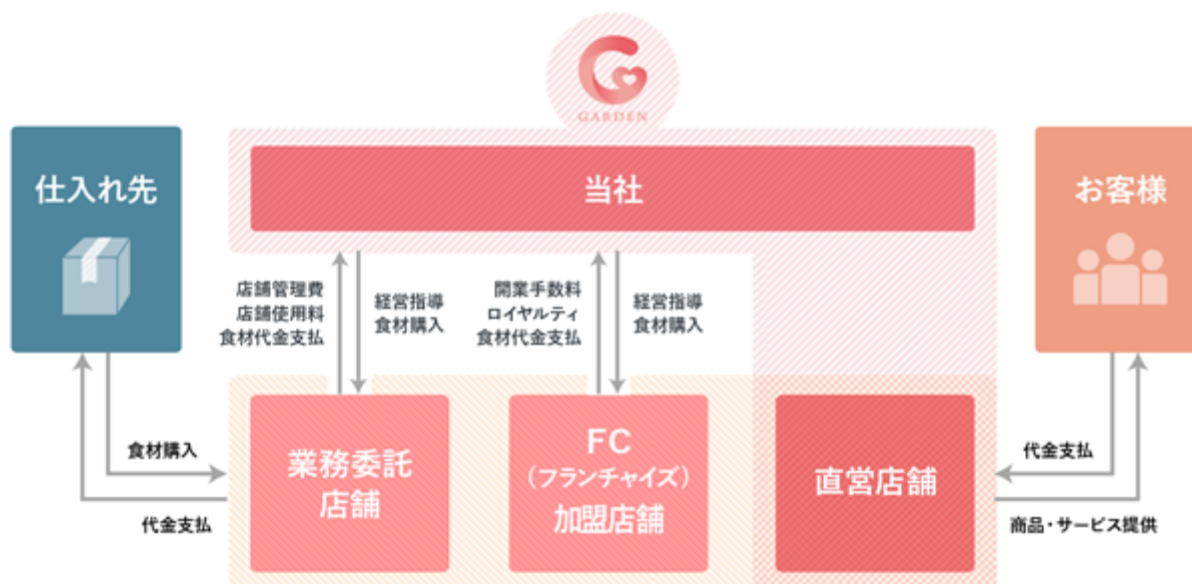 GARDEN
仕入れ先
当社
お客様
店舗管理費
店舗使用料
食材代金支払
経営指導
食材購入
開業手数料
ロイヤルティ
食材代金支払
経営指導
食材購入
食材購入
代金支払
業務委託
店舗
FC
(フランチャイズ)
加盟店舗
直営店舗
代金支払
商品・サービス提供